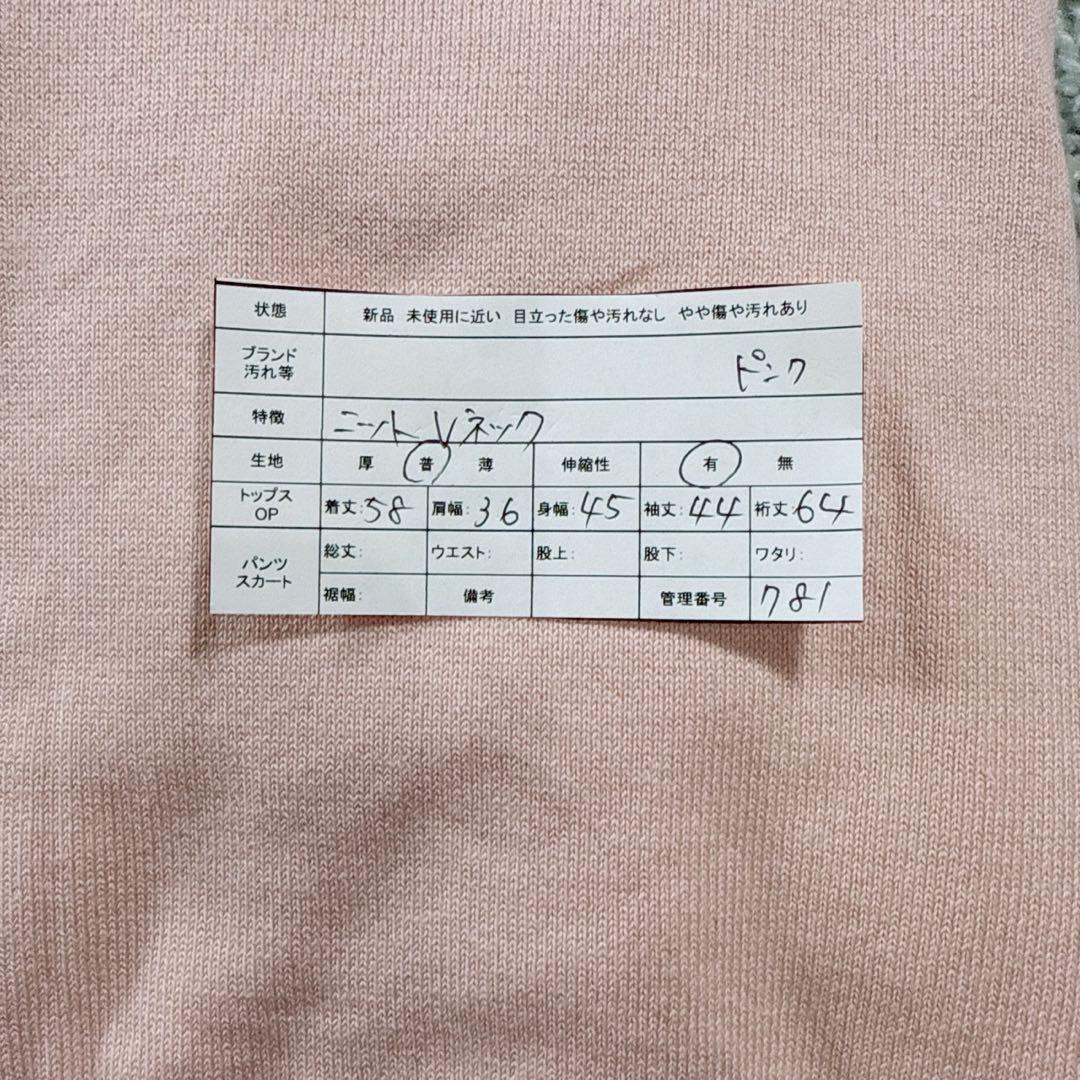 状態 新品 未使用に近い 目立った傷や汚れなし やや傷や汚れあり
ブランド
汚れ等 ピンク
特徴 ニット Vネック
生地 厚 普 薄 伸縮性 有 無
トップス
OP 着丈:58 肩幅:36 身幅:45 袖丈:44 裄丈:64
パンツ
スカート 総丈: ウエスト: 股上: 股下: ワタリ:
裾幅: 備考 管理番号 781